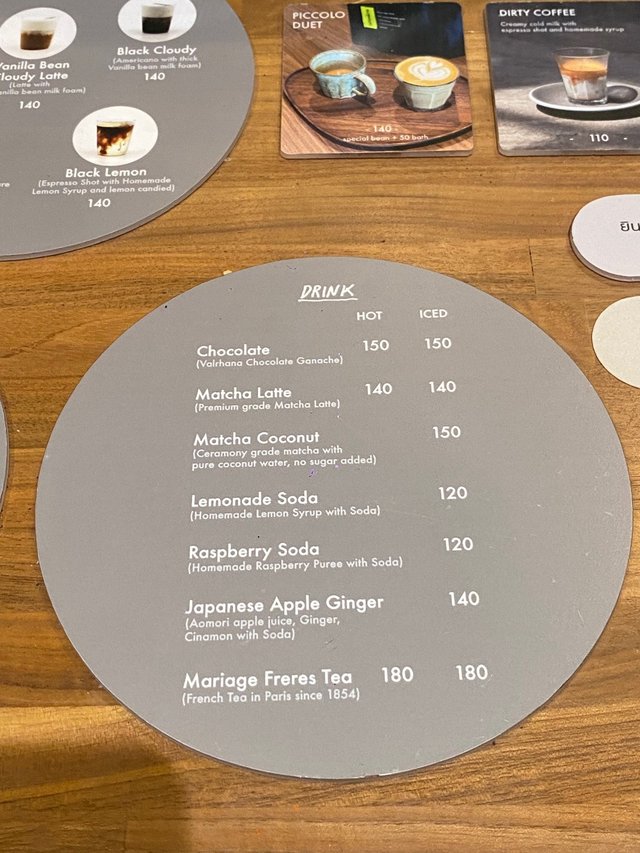 Vanilla Bean
Cloudy Latte
(Latte with
vanilla bean milk foam)
140
Black Cloudy
(Americano with thick
Vanilla bean milk foam)
140
Black Lemon
(Espresso Shot with Homemade
Lemon Syrup and lemon candied)
140
PICCOLO
DUET
- 140 -
special bean + 50 bath
DIRTY COFFEE
Creamy cold milk with
espresso shot and homemade syrup
- 110 -
ยิน
DRINK
HOT ICED
Chocolate 150 150
(Valrhana Chocolate Ganache)
Matcha Latte 140 140
(Premium grade Matcha Latte)
Matcha Coconut 150
(Ceramony grade matcha with
pure coconut water, no sugar added)
Lemonade Soda 120
(Homemade Lemon Syrup with Soda)
Raspberry Soda 120
(Homemade Raspberry Puree with Soda)
Japanese Apple Ginger 140
(Aomori apple juice, Ginger,
Cinamon with Soda)
Mariage Freres Tea 180 180
(French Tea in Paris since 1854)